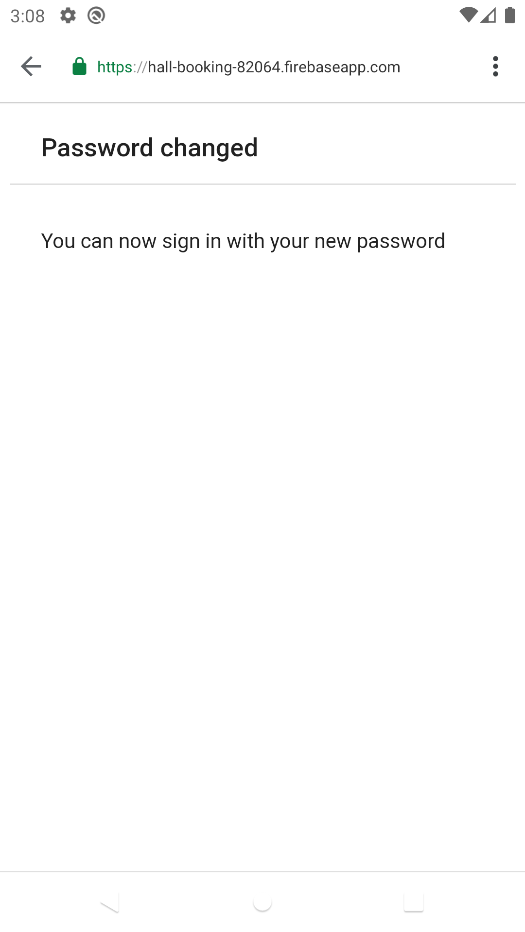 3:08
https://hall-booking-82064.firebaseapp.com
Password changed
You can now sign in with your new password